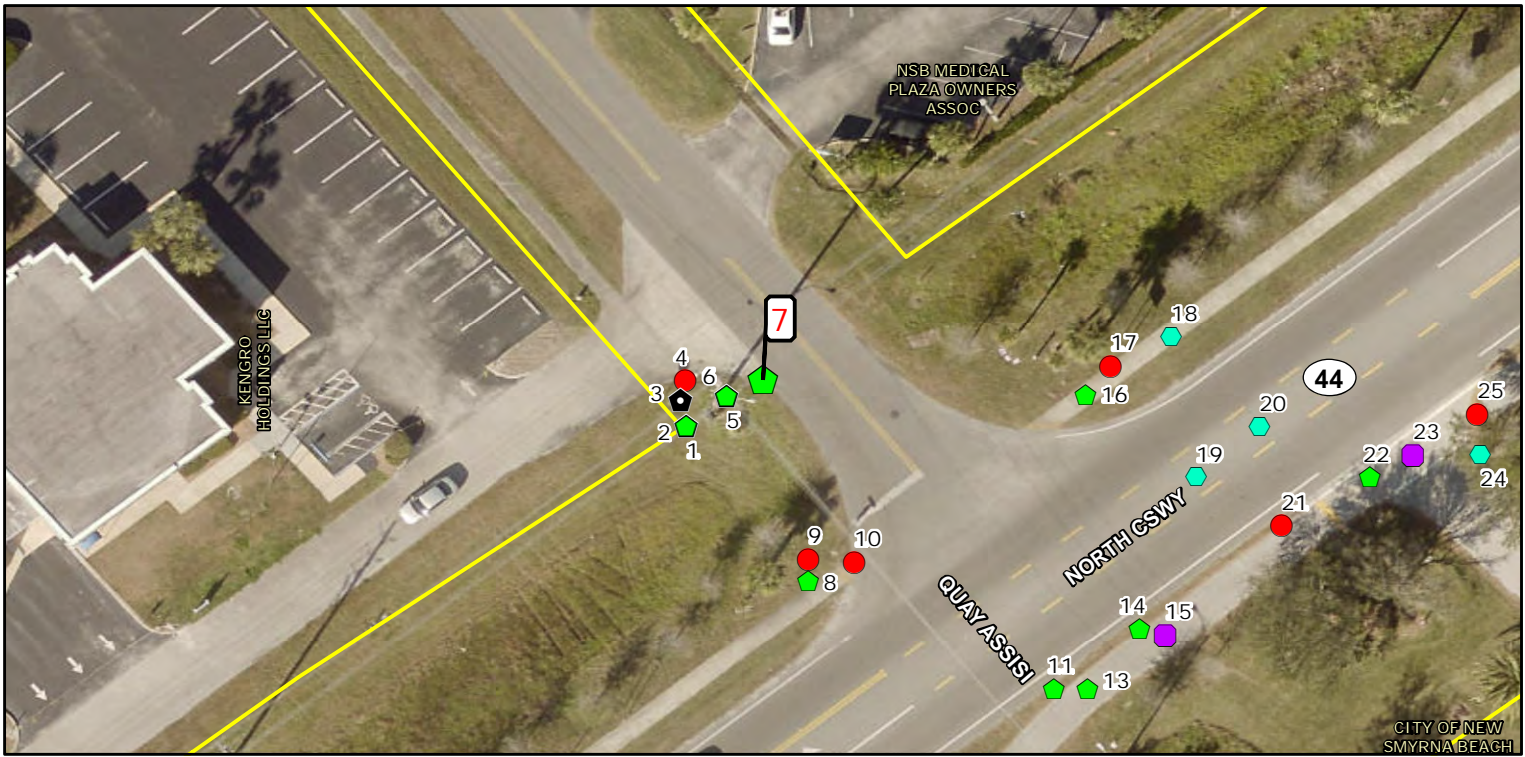 NSB MEDICAL
PLAZA OWNERS
ASSOC
KENGRO
HOLDINGS LLC
7
4
6
3
5
2
1
18
17
16
44
20
19
25
23
22
24
21
NORTH CSWY
9
10
8
QUAY ASSISI
14
15
11
13
CITY OF NEW
SMYRNA BEACH